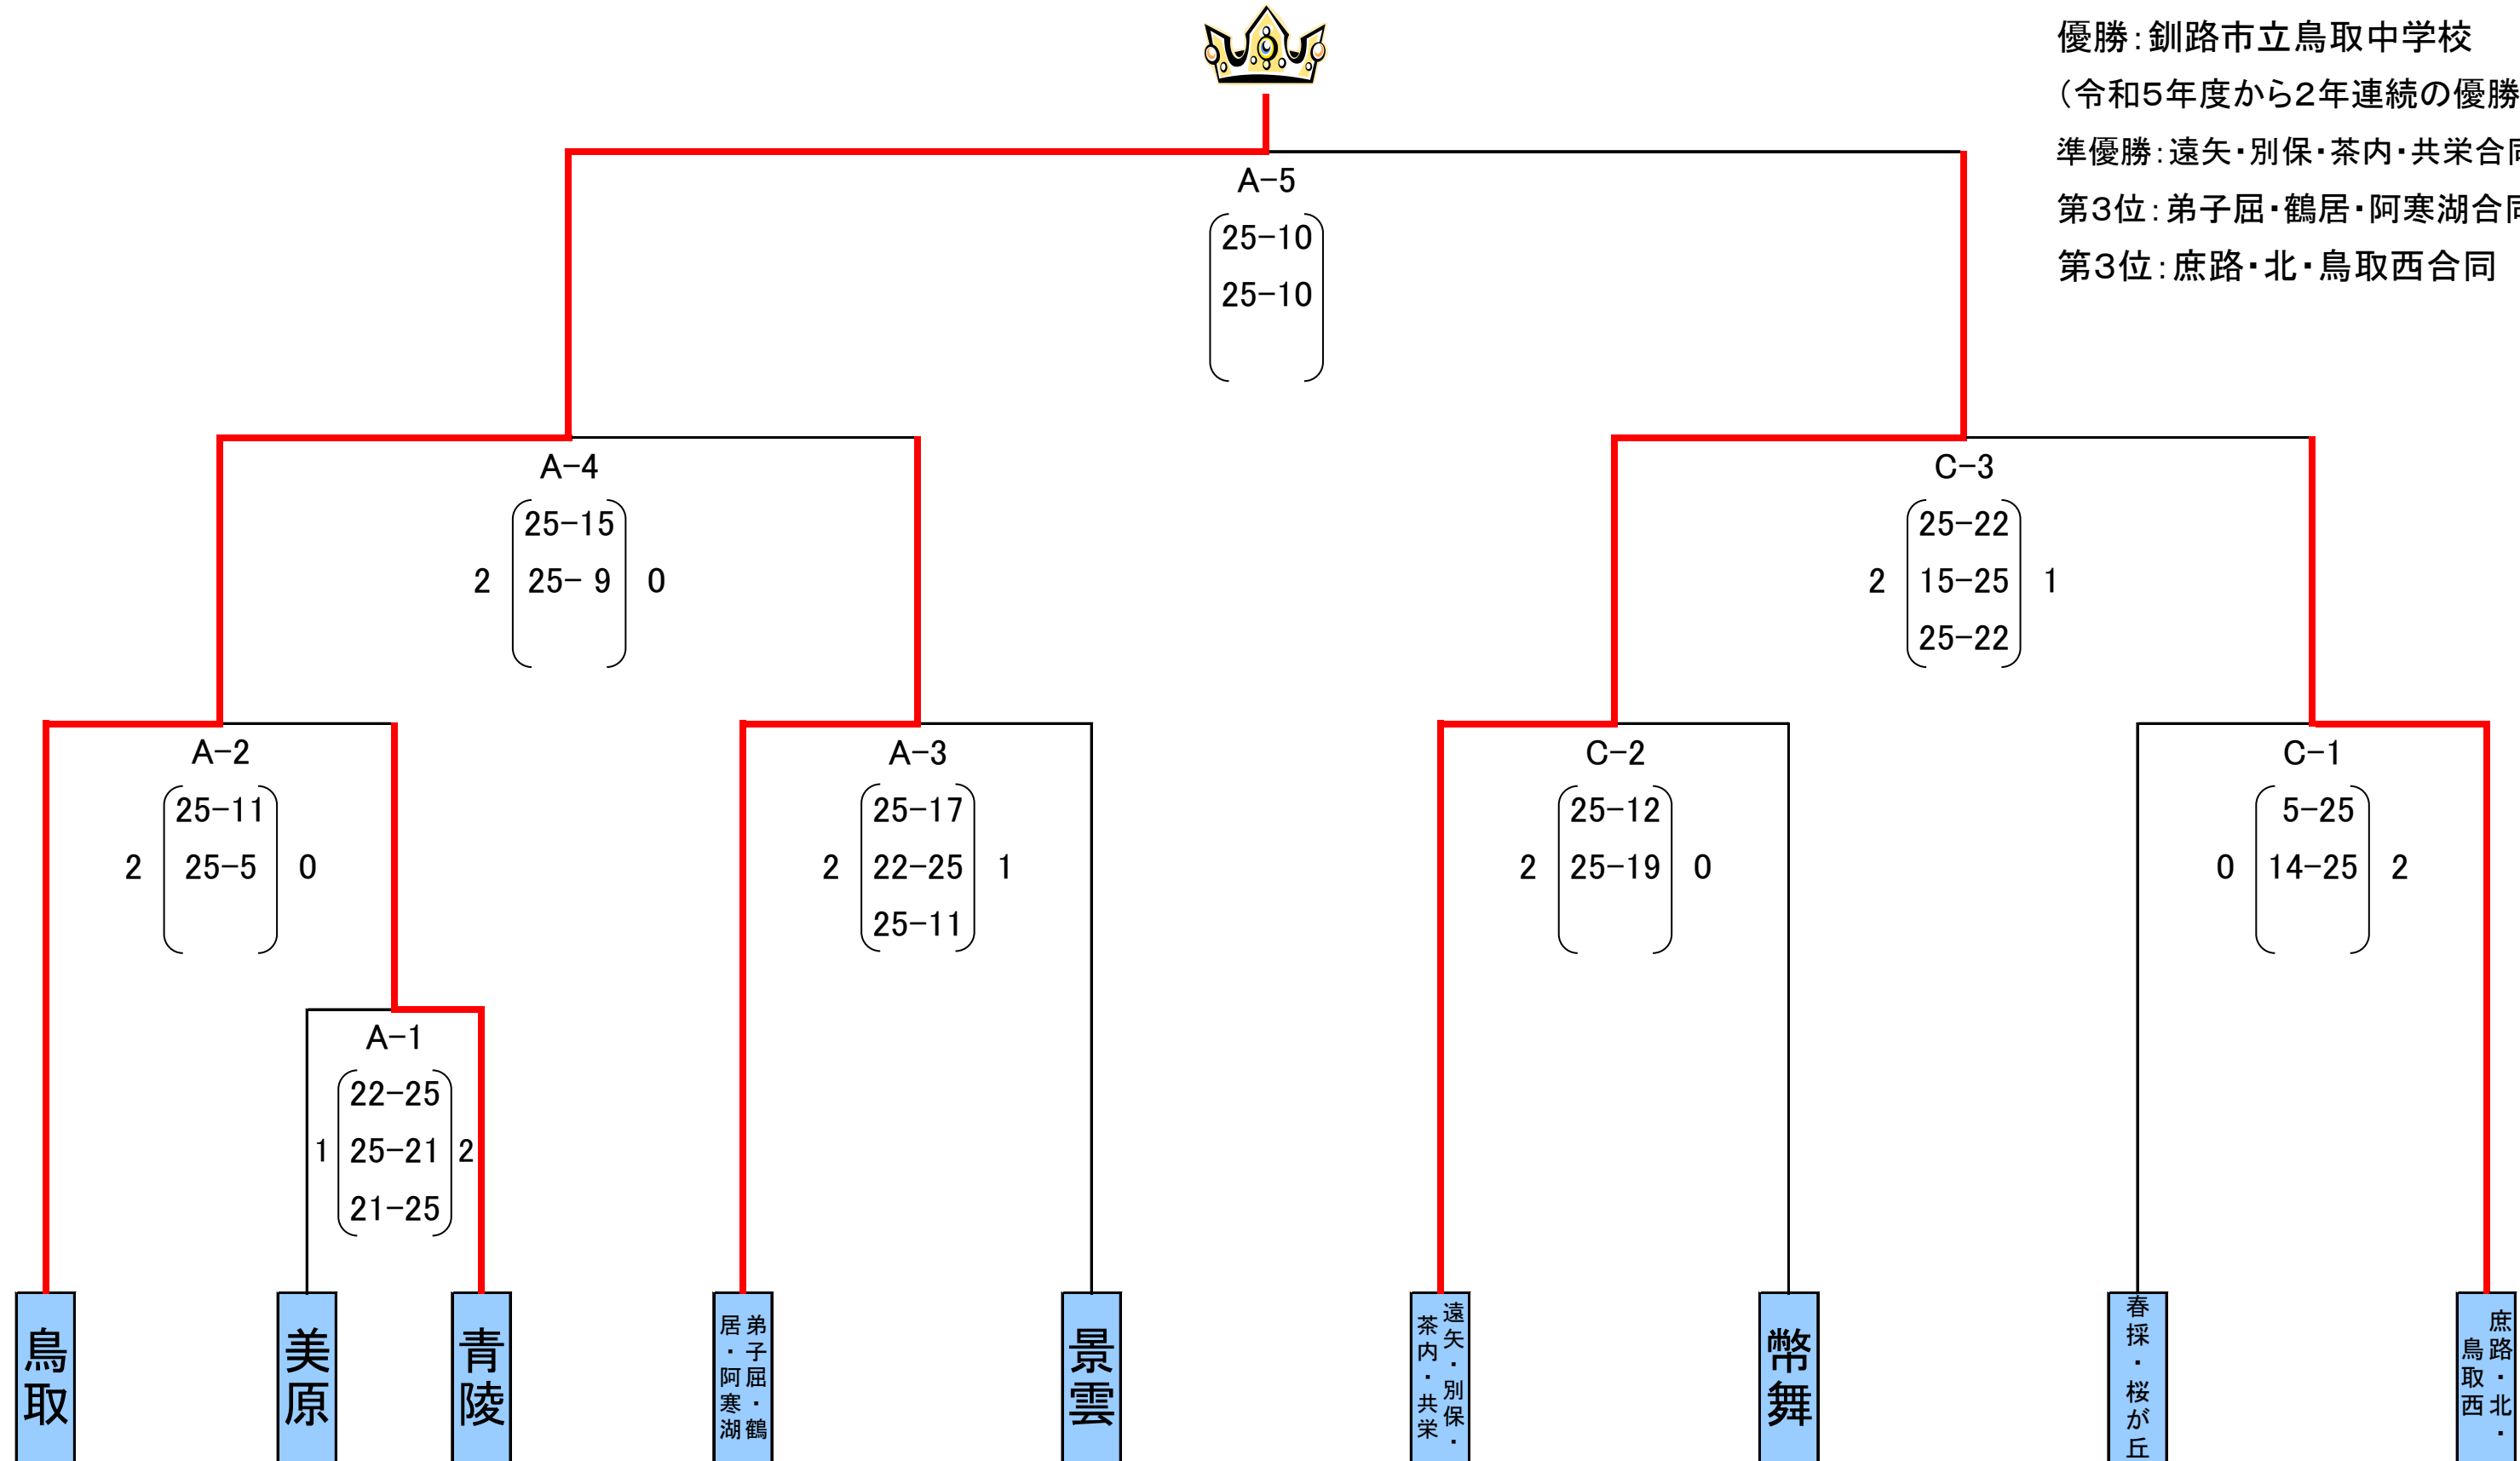 優勝：釧路市立鳥取中学校
（令和5年度から2年連続の優勝
準優勝：遠矢・別保・茶内・共栄合同
第3位：弟子屈・鶴居・阿寒湖合同
第3位：庶路・北・鳥取西合同
A-5
25-10
25-10
A-4
25-15
2 25- 9 0
C-3
25-22
2 15-25 1
25-22
A-2
25-11
2 25-5 0
A-3
25-17
2 22-25 1
25-11
C-2
25-12
2 25-19 0
C-1
5-25
0 14-25 2
A-1
22-25
1 25-21 2
21-25
鳥取
美原
青陵
弟子屈・鶴
居・阿寒湖
景雲
遠矢・別保・
茶内・共栄
幣舞
春採・桜が丘
庶路・北・
鳥取西